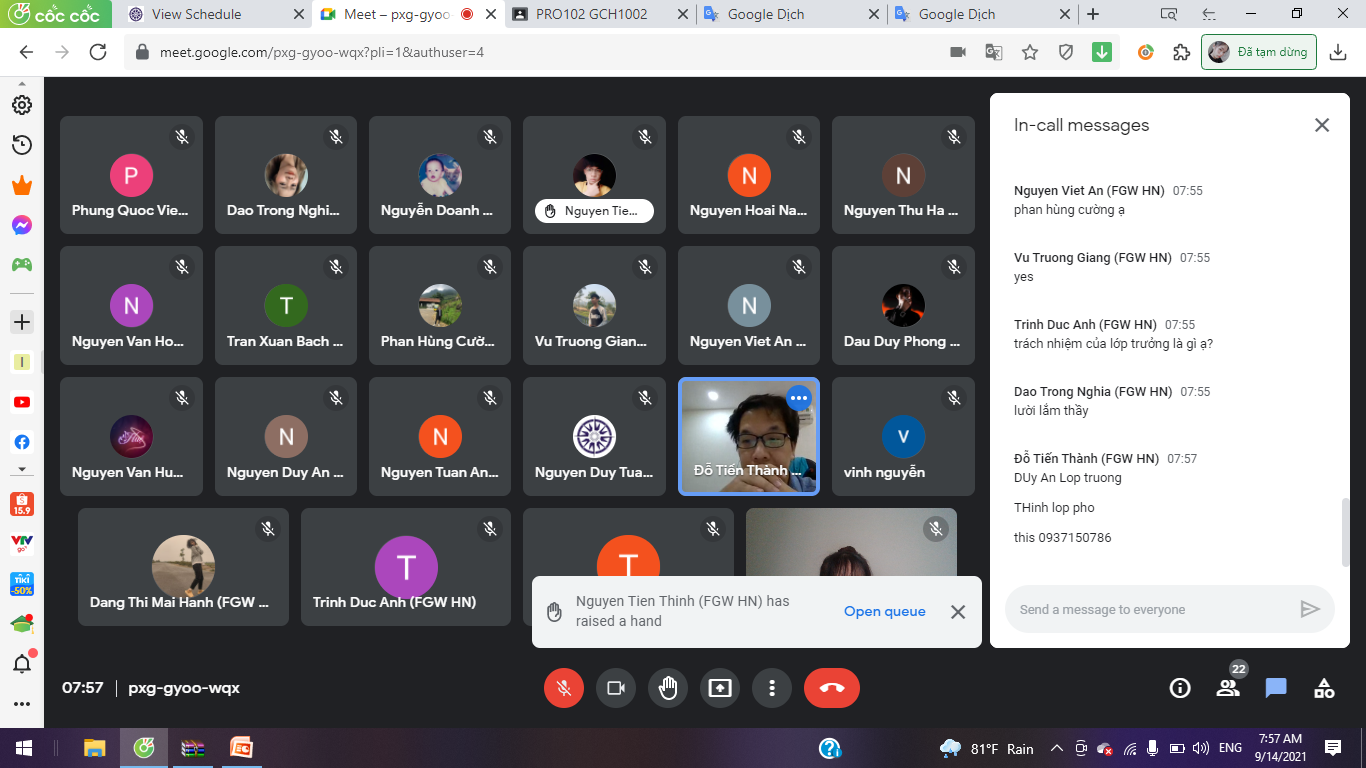 cốc cốc
View Schedule
Meet – pxg-gyoo-
PRO102 GCH1002
Google Dịch
Google Dịch
meet.google.com/pxg-gyoo-wqx?pli=1&authuser=4
Đã tạm dừng
P
Phung Quoc Vie...
Dao Trong Nghi...
Nguyễn Doanh ...
Nguyen Tie...
N
Nguyen Hoai Na...
N
Nguyen Thu Ha ...
N
Nguyen Van Ho...
T
Tran Xuan Bach ...
Phan Hùng Cườ...
Vu Truong Gian...
N
Nguyen Viet An ...
Dau Duy Phong ...
Nguyen Van Hu...
N
Nguyen Duy An ...
N
Nguyen Tuan An...
Nguyen Duy Tua...
Đỗ Tiến Thành ...
v
vinh nguyễn
Dang Thi Mai Hanh (FGW ...
T
Trinh Duc Anh (FGW HN)
T
Nguyen Tien Thinh (FGW HN) has
raised a hand
Open queue
In-call messages
Nguyen Viet An (FGW HN) 07:55
phan hùng cường ạ
Vu Truong Giang (FGW HN) 07:55
yes
Trinh Duc Anh (FGW HN) 07:55
trách nhiệm của lớp trưởng là gì ạ?
Dao Trong Nghia (FGW HN) 07:55
lười lắm thầy
Đỗ Tiến Thành (FGW HN) 07:57
DUy An Lop truong
THinh lop pho
this 0937150786
Send a message to everyone
07:57 | pxg-gyoo-wqx
22
I
15.9
VTV
go
TIKI
-50%
81°F Rain
ENG
7:57 AM
9/14/2021